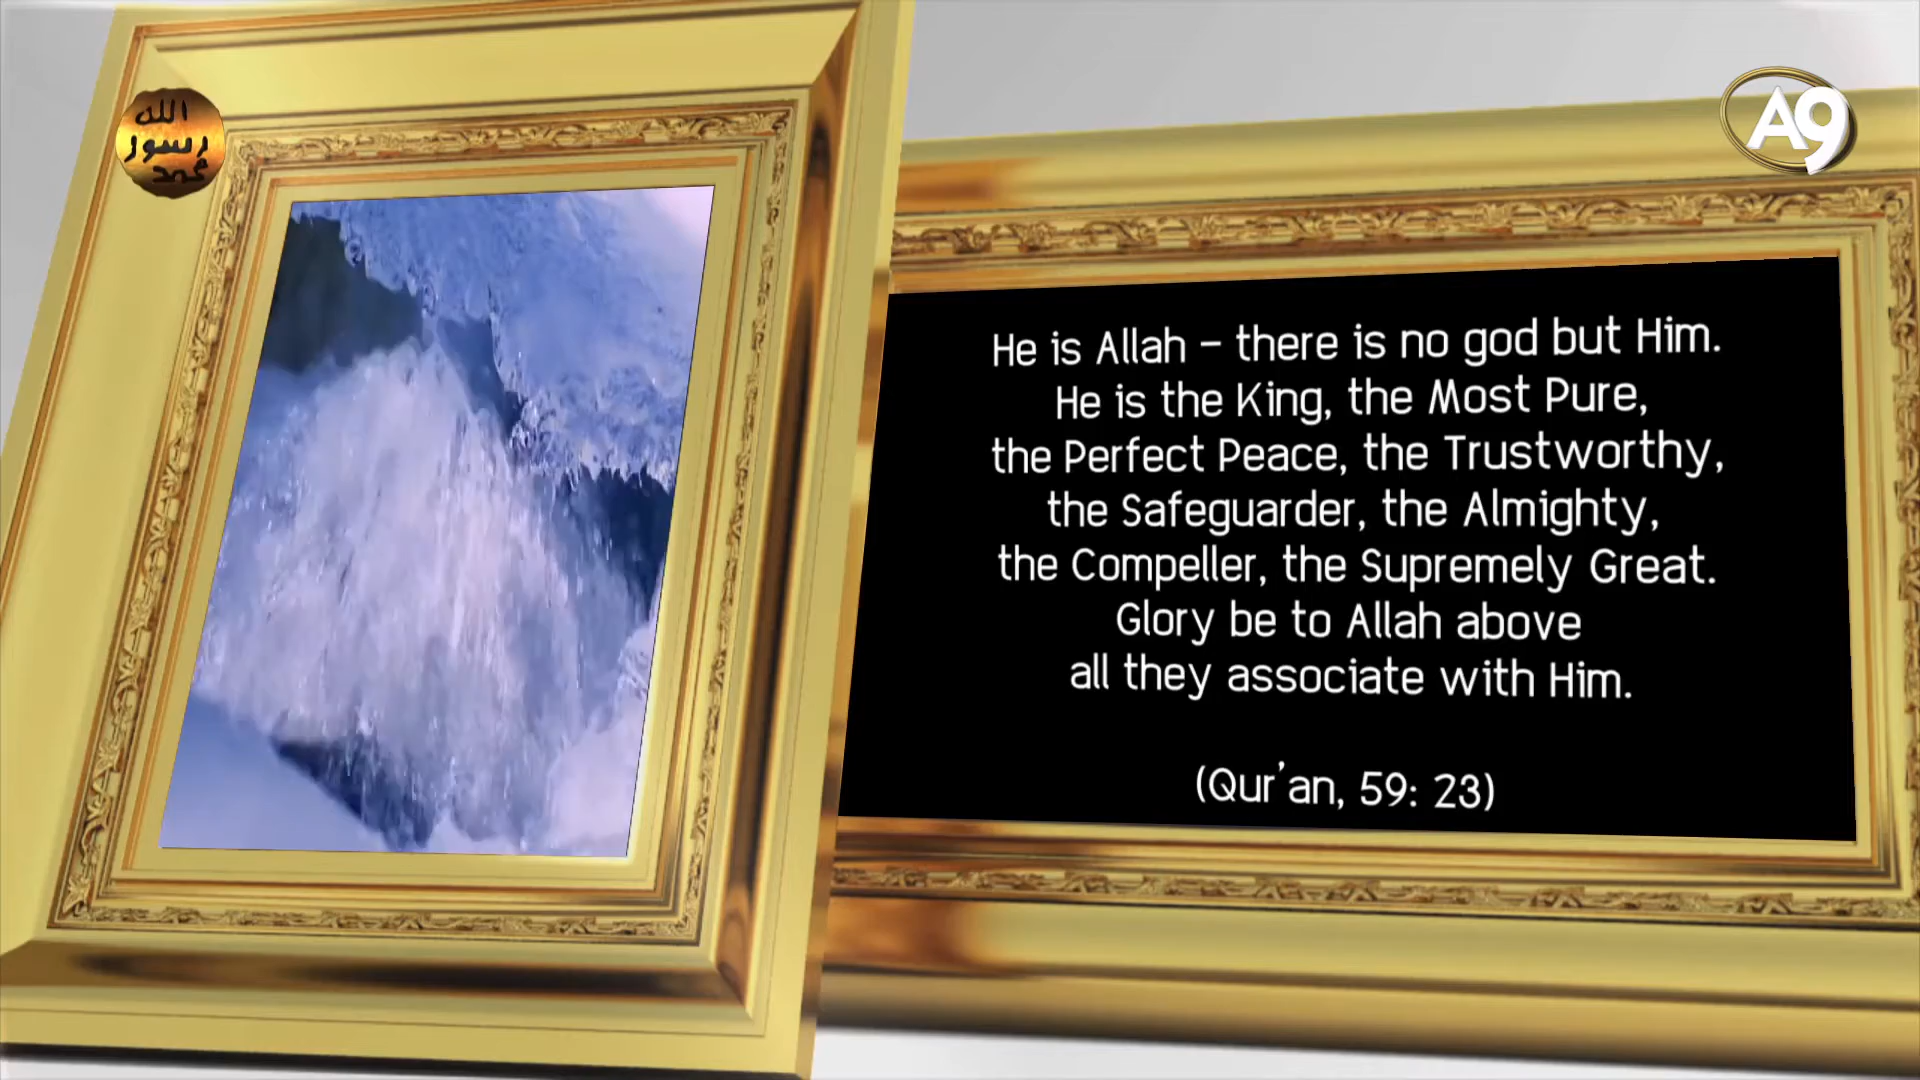 الله
رسول
محمد
A9
He is Allah – there is no god but Him.
He is the King, the Most Pure,
the Perfect Peace, the Trustworthy,
the Safeguarder, the Almighty,
the Compeller, the Supremely Great.
Glory be to Allah above
all they associate with Him.
(Qur'an, 59: 23)